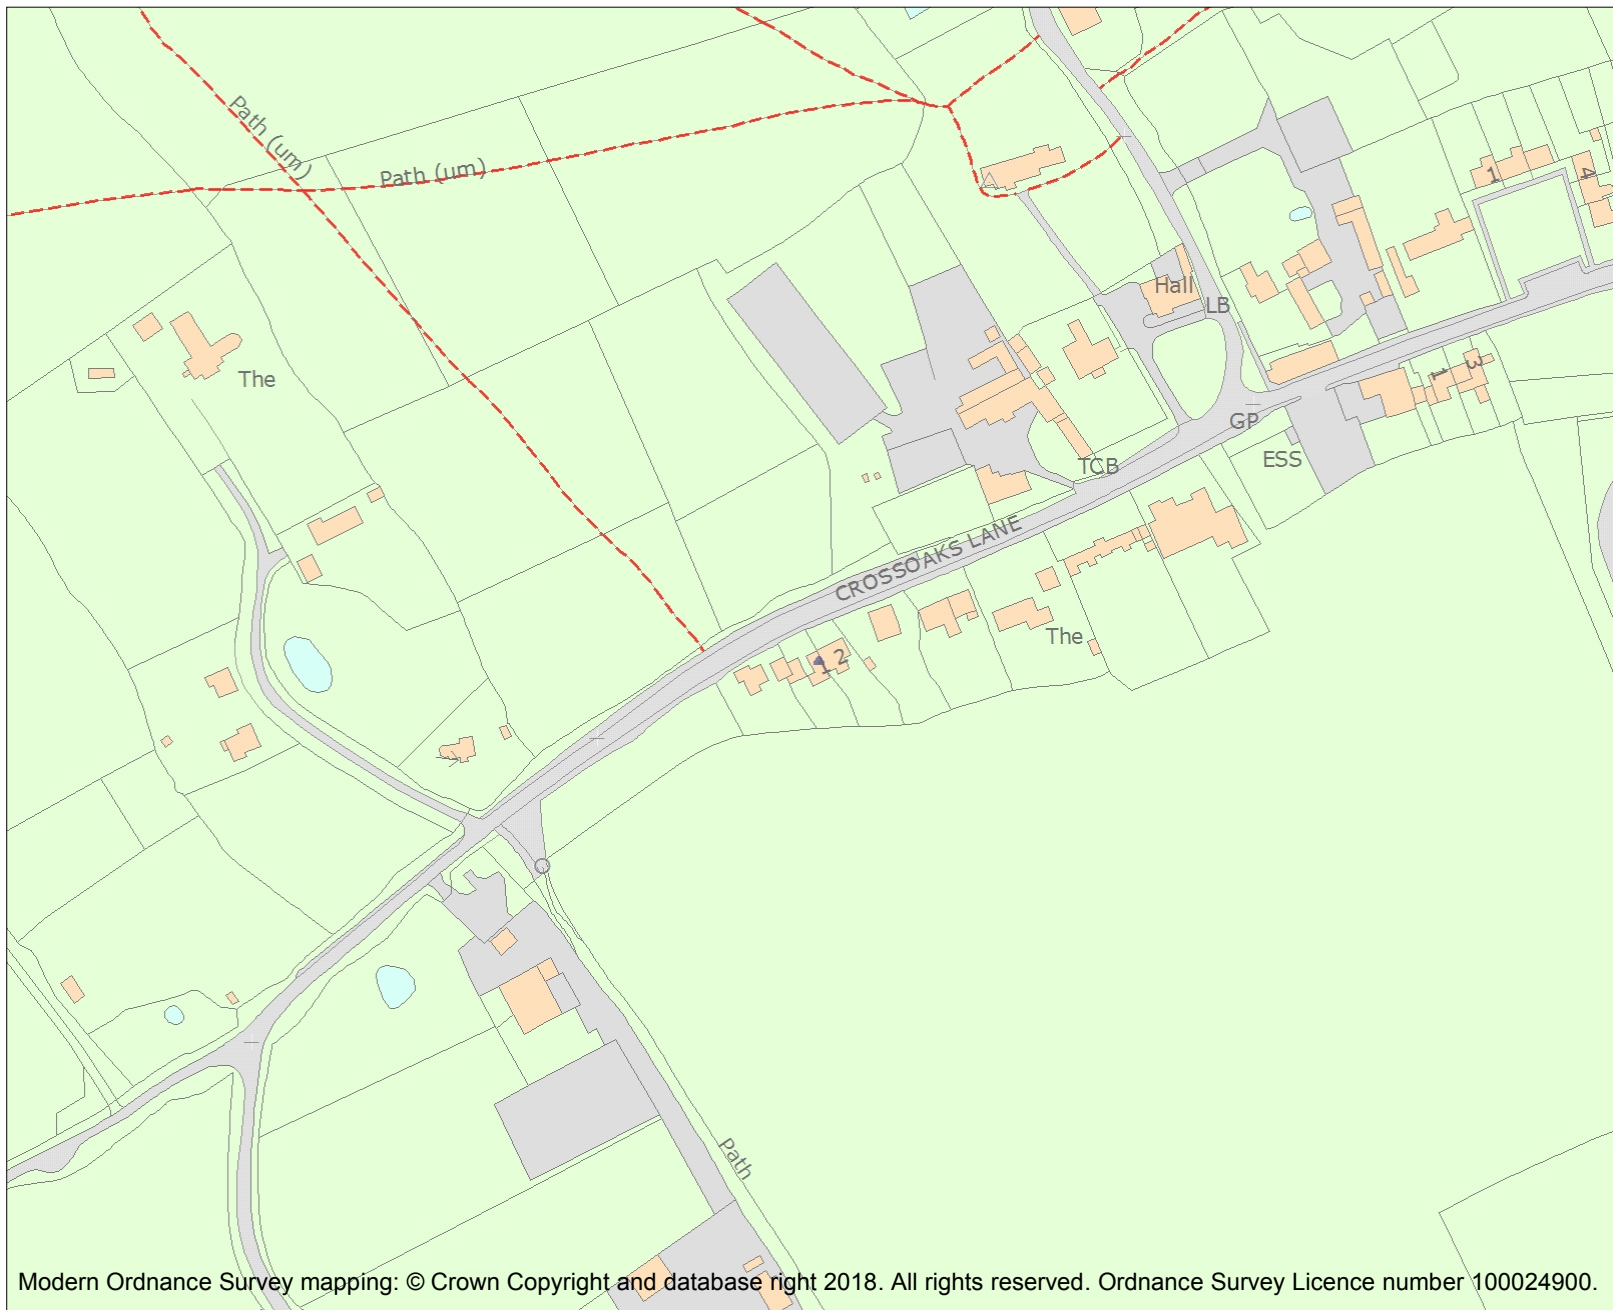 Path (um)
Path (um)
1
4
Hall
LB
The
1
3
GP
ESS
TCB
CROSSOAKS LANE
The
1 2
Path
Modern Ordnance Survey mapping: © Crown Copyright and database right 2018. All rights reserved. Ordnance Survey Licence number 100024900.